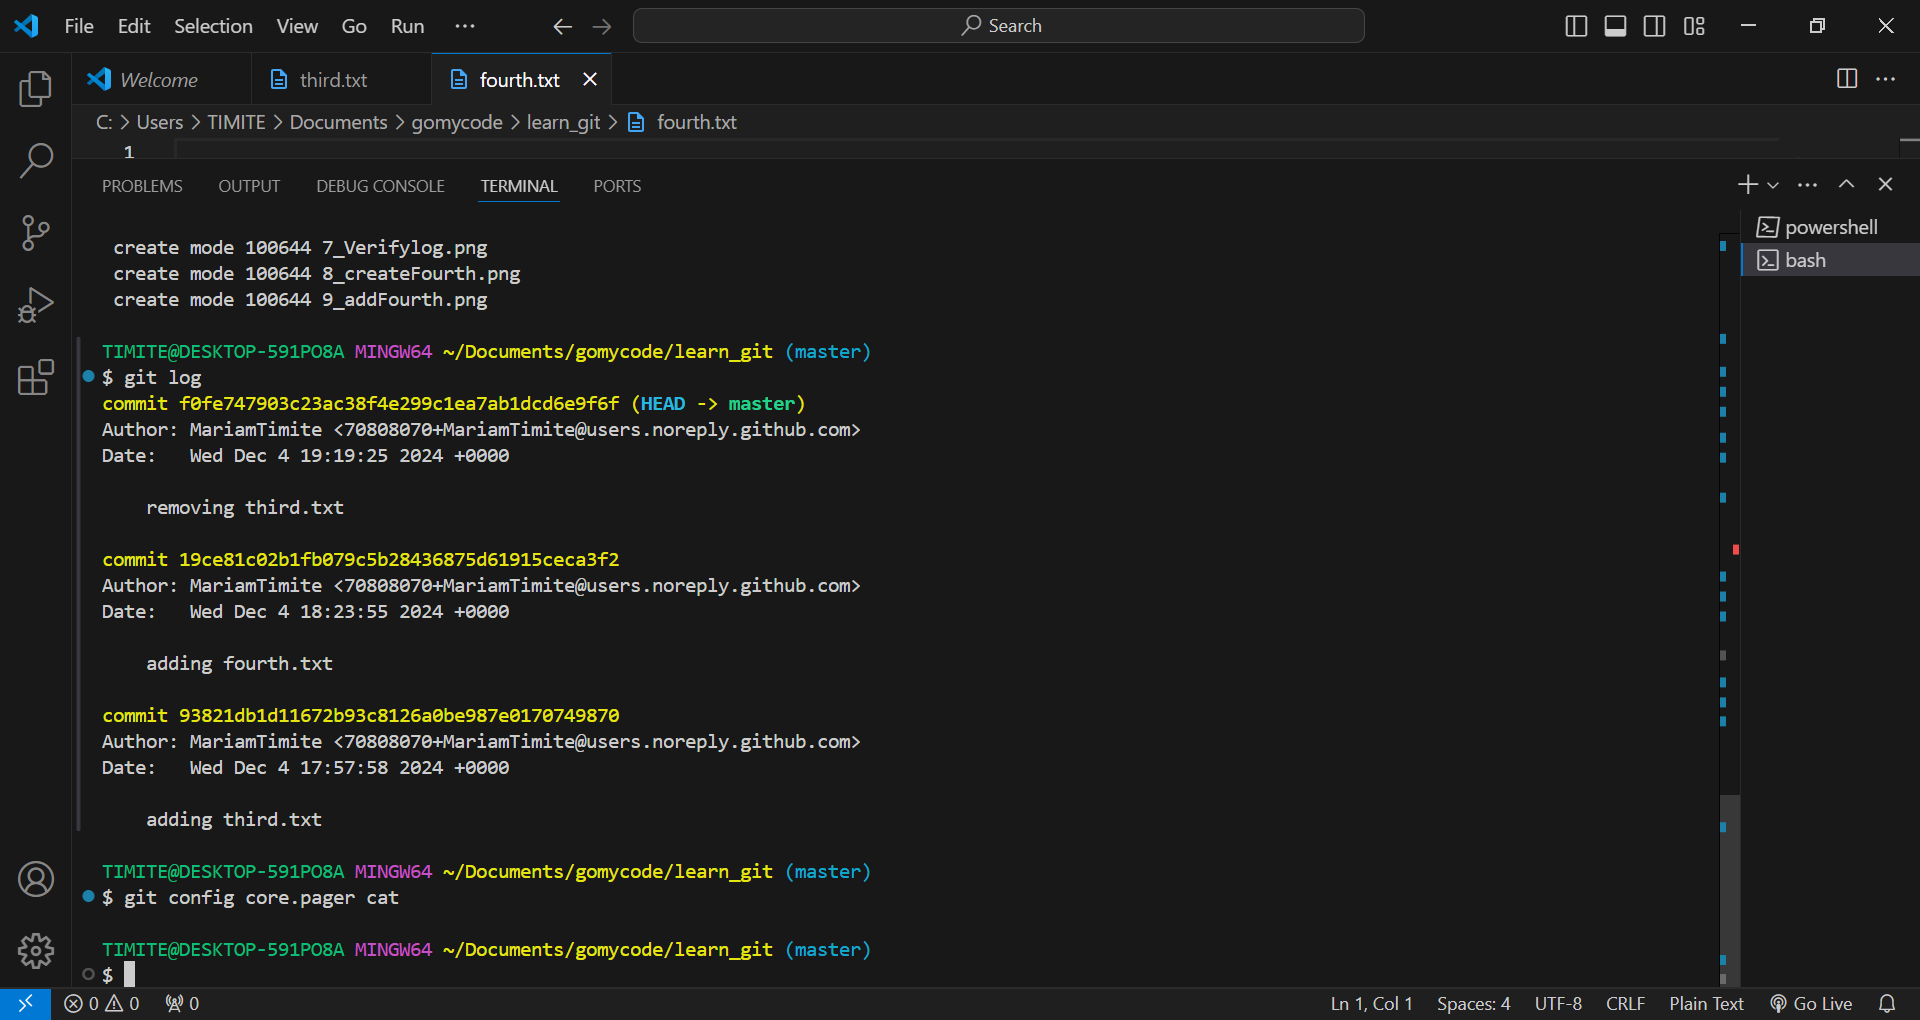 File Edit Selection View Go Run ··· Search
Welcome third.txt fourth.txt
C: > Users > TIMITE > Documents > gomycode > learn_git > fourth.txt
1
PROBLEMS OUTPUT DEBUG CONSOLE TERMINAL PORTS
powershell
bash
create mode 100644 7_Verifylog.png
create mode 100644 8_createFourth.png
create mode 100644 9_addFourth.png
TIMITE@DESKTOP-591PO8A MINGW64 ~/Documents/gomycode/learn_git (master)
$ git log
commit f0fe747903c23ac38f4e299c1ea7ab1dcd6e9f6f (HEAD -> master)
Author: MariamTimite <70808070+MariamTimite@users.noreply.github.com>
Date:   Wed Dec 4 19:19:25 2024 +0000
removing third.txt
commit 19ce81c02b1fb079c5b28436875d61915ceca3f2
Author: MariamTimite <70808070+MariamTimite@users.noreply.github.com>
Date:   Wed Dec 4 18:23:55 2024 +0000
adding fourth.txt
commit 93821db1d11672b93c8126a0be987e0170749870
Author: MariamTimite <70808070+MariamTimite@users.noreply.github.com>
Date:   Wed Dec 4 17:57:58 2024 +0000
adding third.txt
TIMITE@DESKTOP-591PO8A MINGW64 ~/Documents/gomycode/learn_git (master)
$ git config core.pager cat
TIMITE@DESKTOP-591PO8A MINGW64 ~/Documents/gomycode/learn_git (master)
$
0 0 0 Ln 1, Col 1 Spaces: 4 UTF-8 CRLF Plain Text Go Live